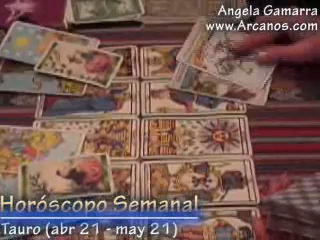 Angela Gamarra
www.Arcanos.com
Horóscopo Semanal
Tauro (abr 21 - may 21)